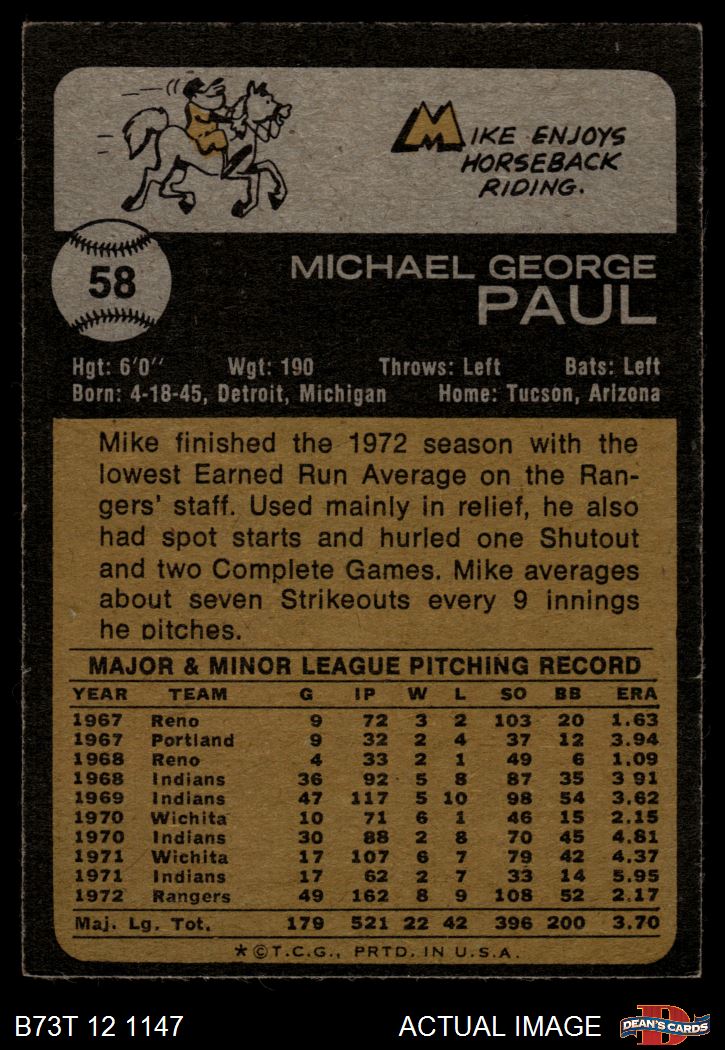 MIKE ENJOYS
HORSEBACK
RIDING.
58
MICHAEL GEORGE
PAUL
Hgt: 6'0" Wgt: 190 Throws: Left Bats: Left
Born: 4-18-45, Detroit, Michigan Home: Tucson, Arizona
Mike finished the 1972 season with the
lowest Earned Run Average on the Ran-
gers' staff. Used mainly in relief, he also
had spot starts and hurled one Shutout
and two Complete Games. Mike averages
about seven Strikeouts every 9 innings
he pitches.
MAJOR & MINOR LEAGUE PITCHING RECORD
YEAR TEAM G IP W L SO BB ERA
1967 Reno 9 72 3 2 103 20 1.63
1967 Portland 9 32 2 4 37 12 3.94
1968 Reno 4 33 2 1 49 6 1.09
1968 Indians 36 92 5 8 87 35 3 91
1969 Indians 47 117 5 10 98 54 3.62
1970 Wichita 10 71 6 1 46 15 2.15
1970 Indians 30 88 2 8 70 45 4.81
1971 Wichita 17 107 6 7 79 42 4.37
1971 Indians 17 62 2 7 33 14 5.95
1972 Rangers 49 162 8 9 108 52 2.17
Maj. Lg. Tot. 179 521 22 42 396 200 3.70
*©T.C.G., PRTD. IN U.S.A.
B73T 12 1147 ACTUAL IMAGE D DEAN'S CARDS